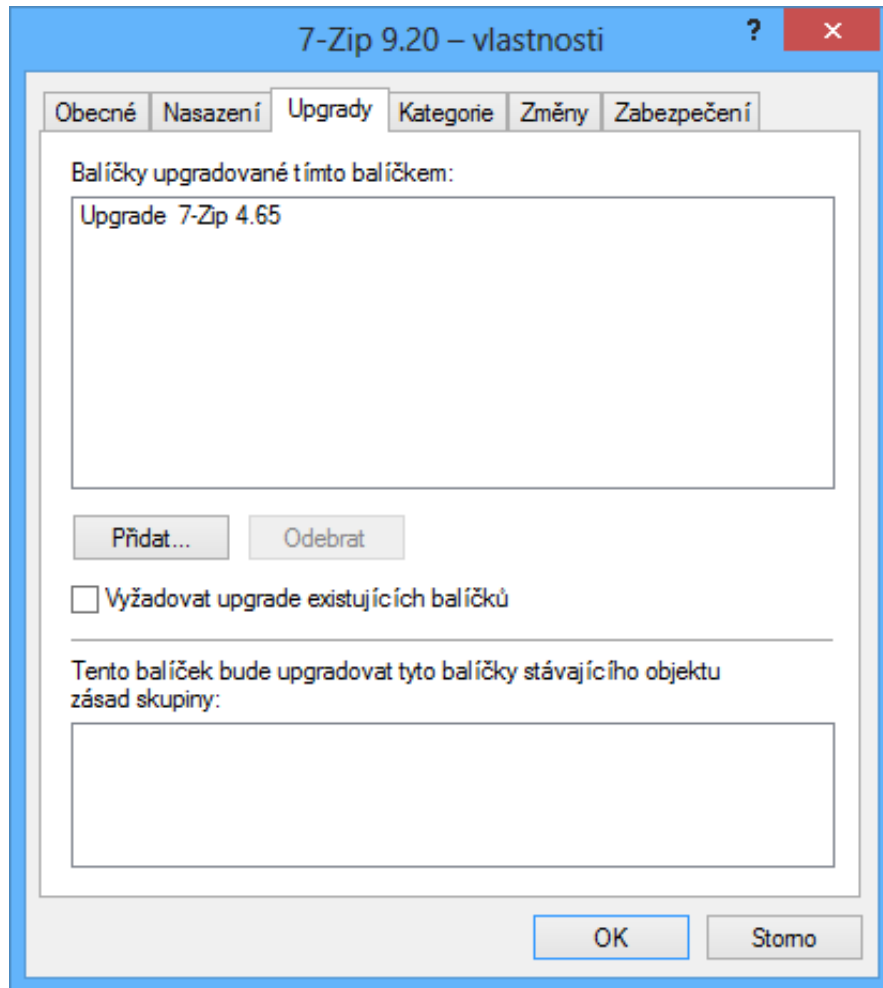 7-Zip 9.20 – vlastnosti
?
Obecné Nasazení Upgrady Kategorie Změny Zabezpečení
Balíčky upgradované tímto balíčkem:
Upgrade 7-Zip 4.65
Přidat... Odebrat
Vyžadovat upgrade existujících balíčků
Tento balíček bude upgradovat tyto balíčky stávajícího objektu
zásad skupiny:
OK Storno